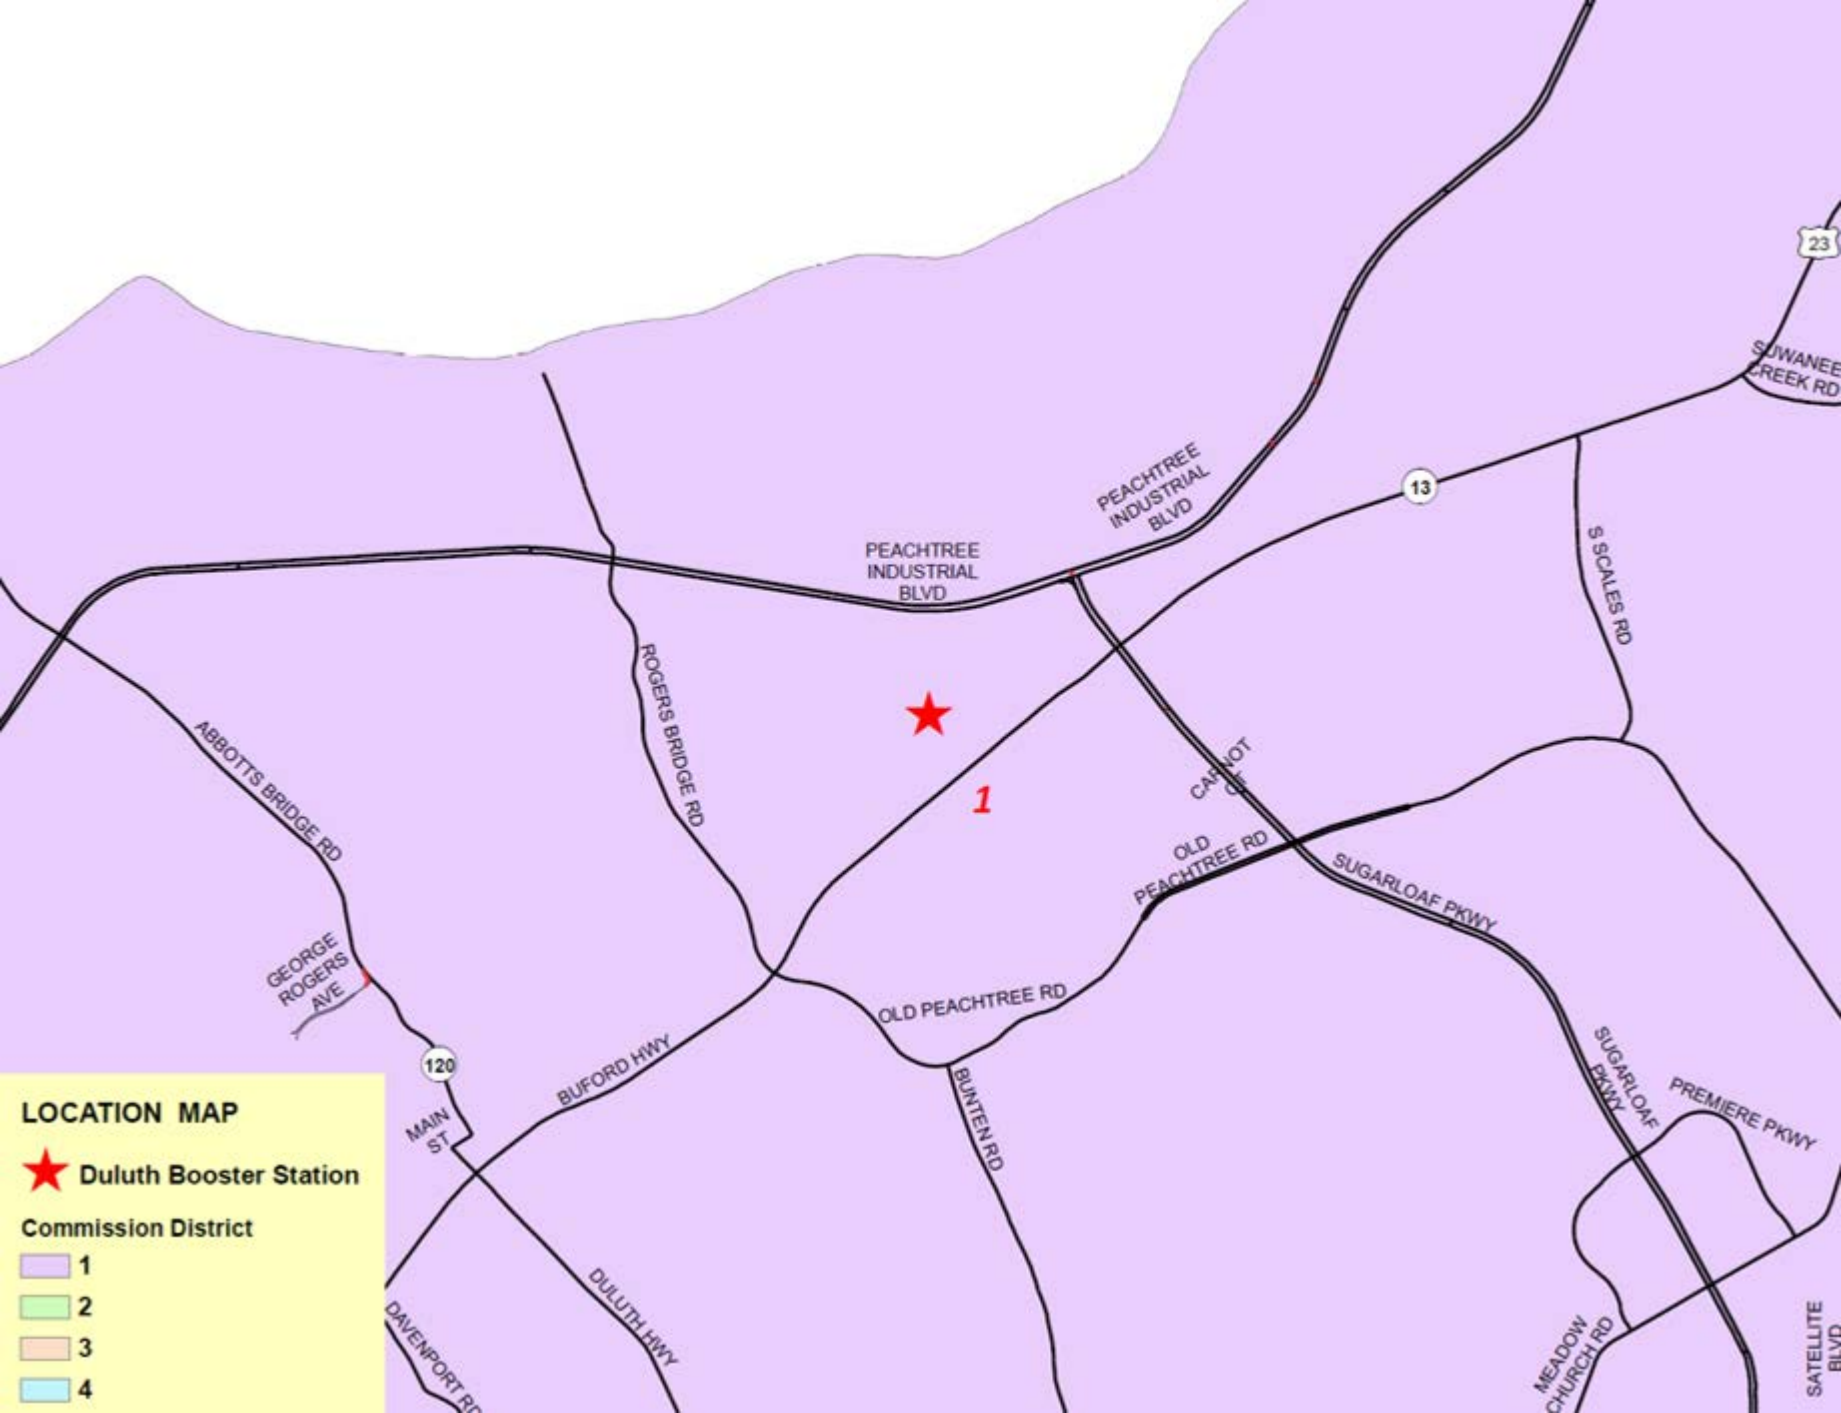 23
SUWANEE
CREEK RD
PEACHTREE
INDUSTRIAL
BLVD
13
PEACHTREE
INDUSTRIAL
BLVD
S SCALES RD
ROGERS BRIDGE RD
ABBOTTS BRIDGE RD
1
CARNOT
CT
OLD
PEACHTREE RD
SUGARLOAF PKWY
GEORGE
ROGERS
AVE
OLD PEACHTREE RD
120
BUFORD HWY
SUGARLOAF
PKWY
PREMIERE PKWY
BUNTEN RD
MAIN
ST
DULUTH HWY
DAVENPORT RD
MEADOW
CHURCH RD
SATELLITE
BLVD
LOCATION MAP
Duluth Booster Station
Commission District
1
2
3
4